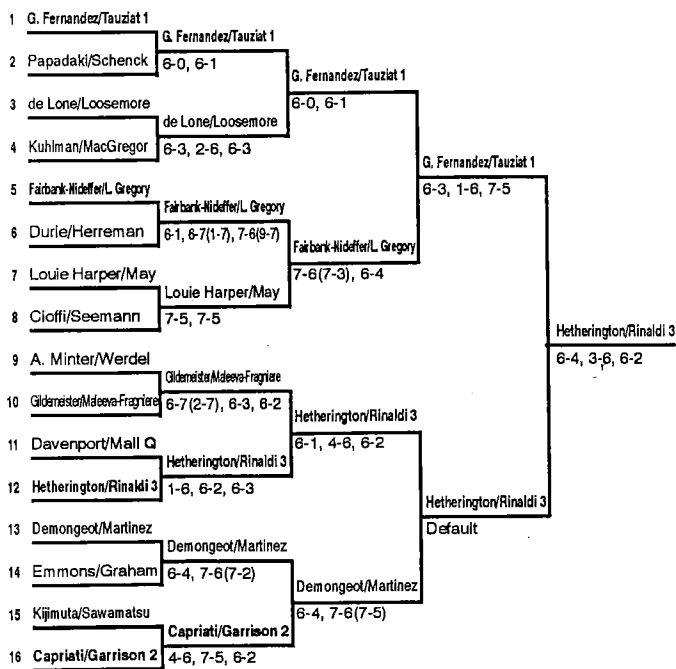 1 G. Fernandez/Tauziat 1
G. Fernandez/Tauziat 1
2 Papadaki/Schenck
6-0, 6-1
G. Fernandez/Tauziat 1
6-0, 6-1
3 de Lone/Loosemore
de Lone/Loosemore
4 Kuhlman/MacGregor
6-3, 2-6, 6-3
G. Fernandez/Tauziat 1
6-3, 1-6, 7-5
5 Fairbank-Nideffer/L. Gregory
Fairbank-Nideffer/L. Gregory
6 Durie/Herreman
6-1, 6-7(1-7), 7-6(9-7)
Fairbank-Nideffer/L. Gregory
7-6(7-3), 6-4
7 Louie Harper/May
Louie Harper/May
8 Cioffi/Seemann
7-5, 7-5
Hetherington/Rinaldi 3
6-4, 3-6, 6-2
9 A. Minter/Werdel
Gildemeister/Maleeva-Fragniere
10 Gildemeister/Maleeva-Fragniere
6-7(2-7), 6-3, 6-2
Hetherington/Rinaldi 3
6-1, 4-6, 6-2
11 Davenport/Mall Q
Hetherington/Rinaldi 3
12 Hetherington/Rinaldi 3
1-6, 6-2, 6-3
Hetherington/Rinaldi 3
Default
13 Demongeot/Martinez
Demongeot/Martinez
14 Emmons/Graham
6-4, 7-6(7-2)
Demongeot/Martinez
6-4, 7-6(7-5)
15 Kijimuta/Sawamatsu
Capriati/Garrison 2
16 Capriati/Garrison 2
4-6, 7-5, 6-2